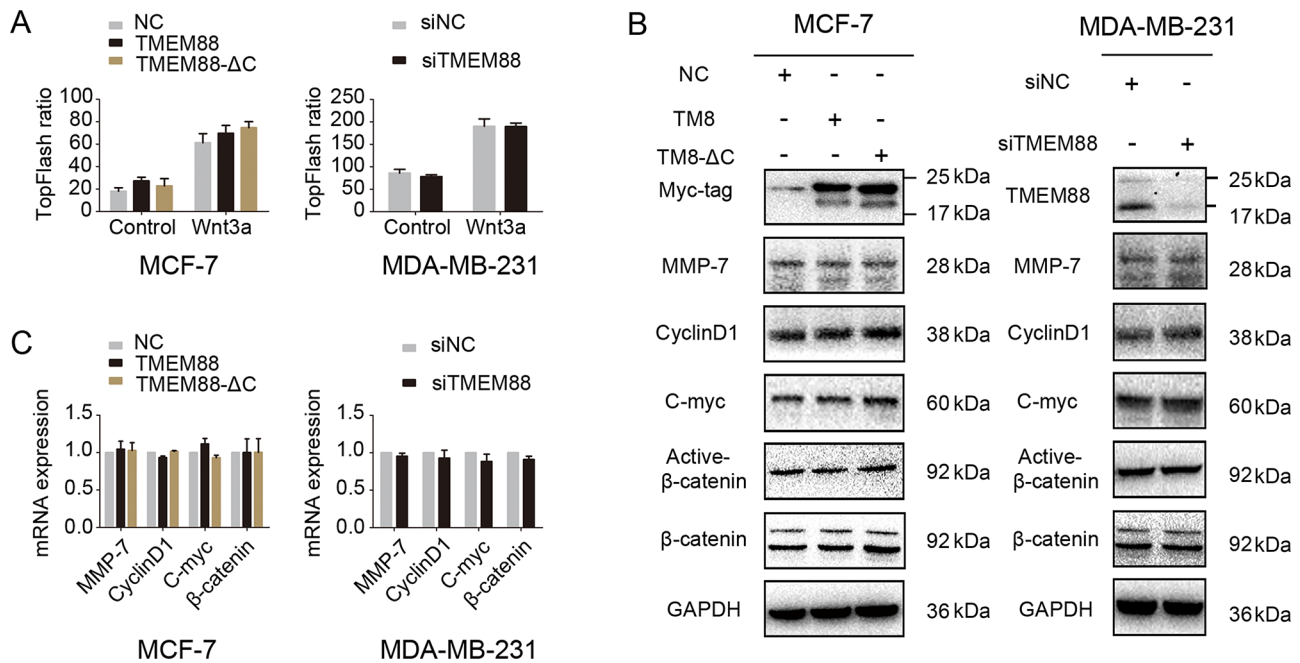 A
NC
TMEM88
TMEM88-ΔC
TopFlash ratio
100
80
60
40
20
0
Control Wnt3a
MCF-7
siNC
siTMEM88
TopFlash ratio
250
200
150
100
50
0
Control Wnt3a
MDA-MB-231
B
MCF-7
NC + - -
TM8 - + -
TM8-ΔC - - +
Myc-tag 25 kDa
17 kDa
MMP-7 28 kDa
CyclinD1 38 kDa
C-myc 60 kDa
Active-
β-catenin 92 kDa
β-catenin 92 kDa
GAPDH 36 kDa
MDA-MB-231
siNC + -
siTMEM88 - +
TMEM88 25 kDa
17 kDa
MMP-7 28 kDa
CyclinD1 38 kDa
C-myc 60 kDa
Active-
β-catenin 92 kDa
β-catenin 92 kDa
GAPDH 36 kDa
C
NC
TMEM88
TMEM88-ΔC
mRNA expression
1.5
1.0
0.5
0.0
MMP-7
CyclinD1
C-myc
β-catenin
MCF-7
siNC
siTMEM88
mRNA expression
1.5
1.0
0.5
0.0
MMP-7
CyclinD1
C-myc
β-catenin
MDA-MB-231